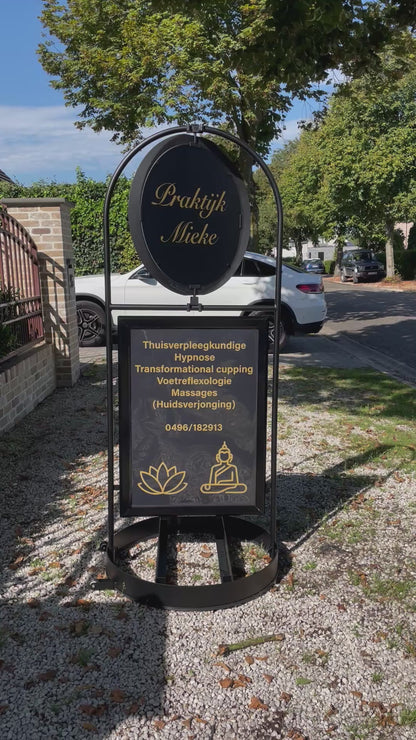 Praktijk
Mieke
Thuisverpleegkundige
Hypnose
Transformational cupping
Voetreflexologie
Massages
(Huidsverjonging)
0496/182913